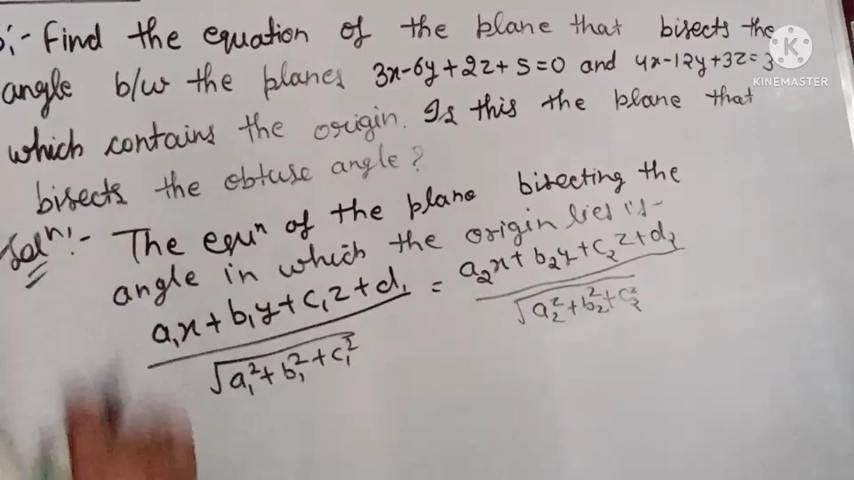 :- Find the equation of the plane that bisects the
angle b/w the planes 3x-6y+2z+5=0 and 4x-12y+3z=3
which contains the origin. Is this the plane that
bisects the obtuse angle?
Solⁿ:- The equⁿ of the plane bisecting the
angle in which the origin lies is-
a₁x+b₁y+c₁z+d₁ / √a₁²+b₁²+c₁² = a₂x+b₂y+c₂z+d₂ / √a₂²+b₂²+c₂²
K
KINEMASTER